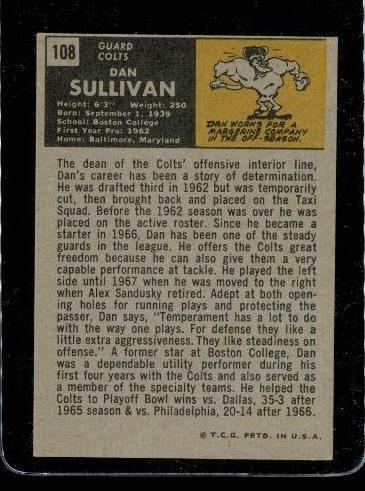 108
GUARD
COLTS
DAN
SULLIVAN
Height: 6'3" Weight: 250
Born: September 1, 1939
School: Boston College
First Year Pro: 1962
Home: Baltimore, Maryland
DAN WORKS FOR A
MARGERINE COMPANY
IN THE OFF-SEASON.
The dean of the Colts' offensive interior line,
Dan's career has been a story of determination.
He was drafted third in 1962 but was temporarily
cut, then brought back and placed on the Taxi
Squad. Before the 1962 season was over he was
placed on the active roster. Since he became a
starter in 1966, Dan has been one of the steady
guards in the league. He offers the Colts great
freedom because he can also give them a very
capable performance at tackle. He played the left
side until 1967 when he was moved to the right
when Alex Sandusky retired. Adept at both open-
ing holes for running plays and protecting the
passer, Dan says, "Temperament has a lot to do
with the way one plays. For defense they like a
little extra aggressiveness. They like steadiness on
offense." A former star at Boston College, Dan
was a dependable utility performer during his
first four years with the Colts and also served as
a member of the specialty teams. He helped the
Colts to Playoff Bowl wins vs. Dallas, 35-3 after
1965 season & vs. Philadelphia, 20-14 after 1966.
© T.C.G. PRTD. IN U.S.A.